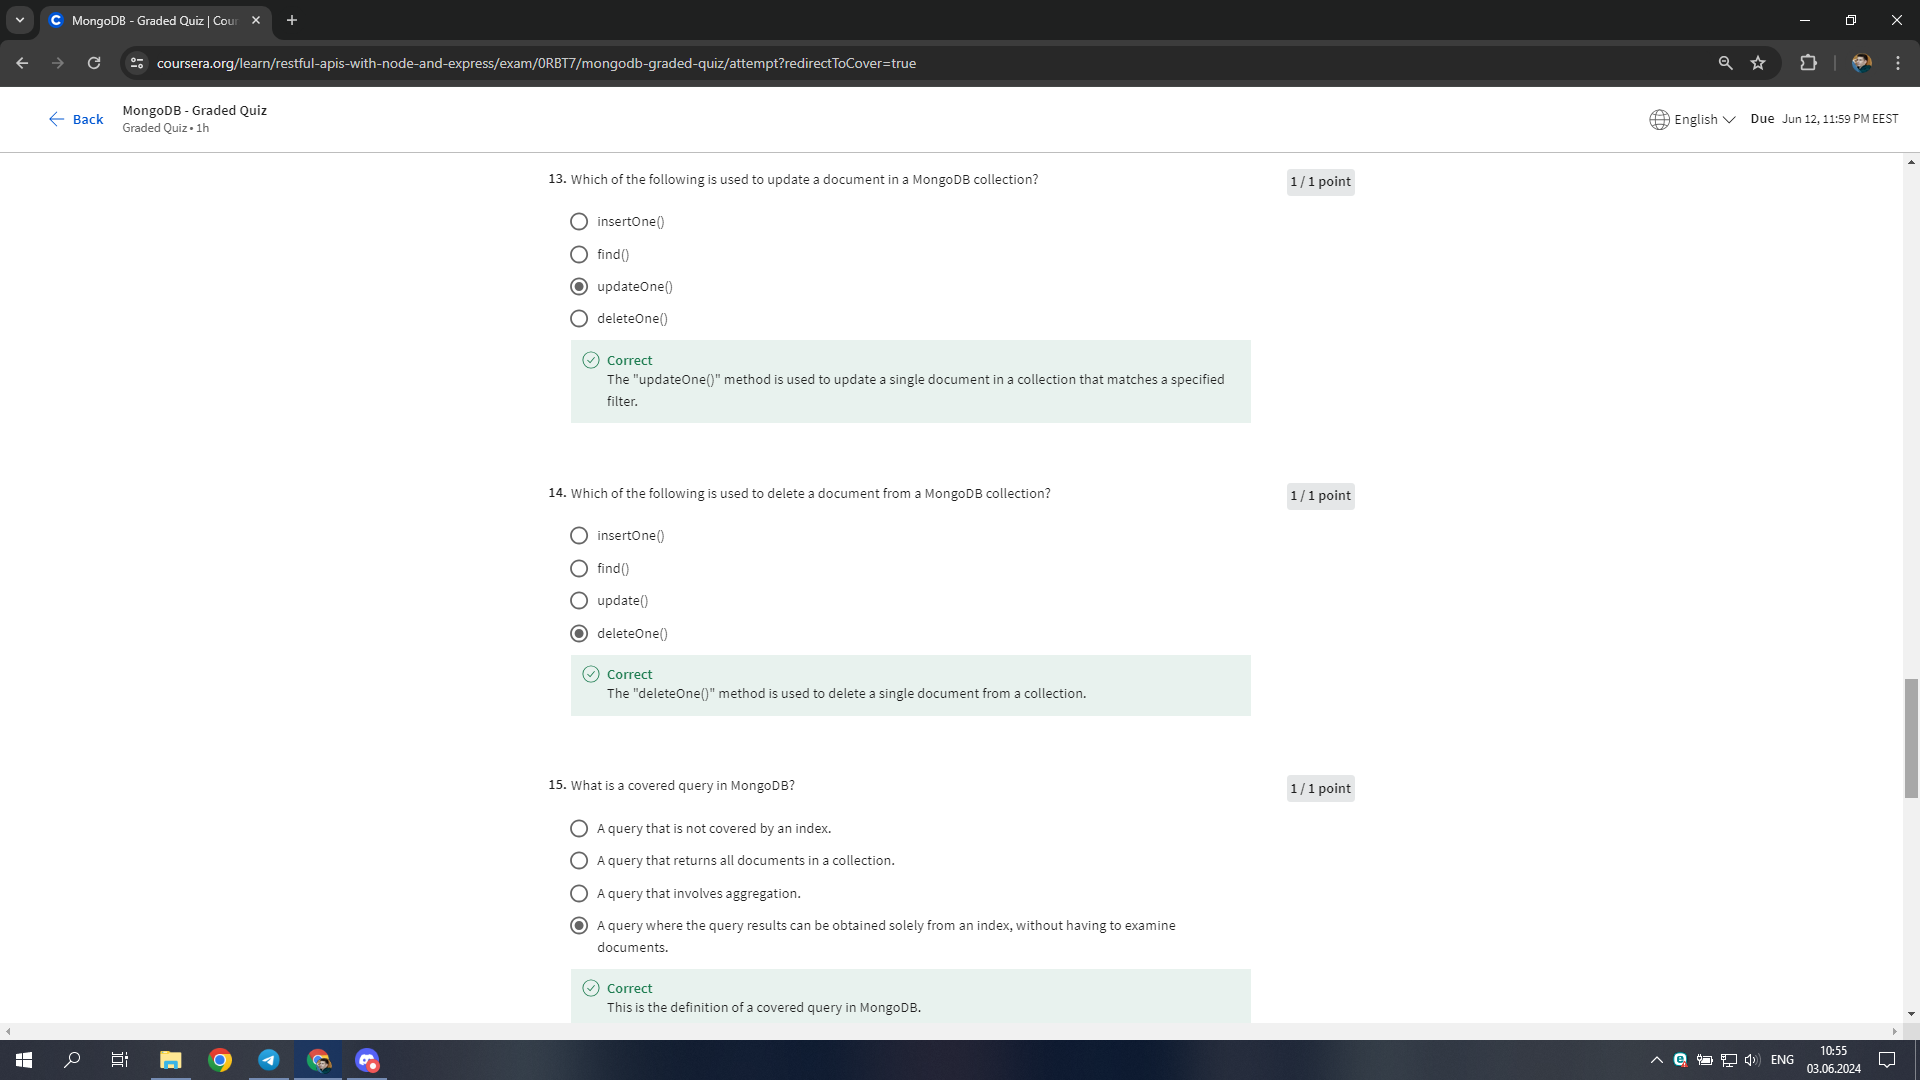 MongoDB - Graded Quiz | Cour
coursera.org/learn/restful-apis-with-node-and-express/exam/0RBT7/mongodb-graded-quiz/attempt?redirectToCover=true
Back
MongoDB - Graded Quiz
Graded Quiz • 1h
English
Due Jun 12, 11:59 PM EEST
13. Which of the following is used to update a document in a MongoDB collection?
1 / 1 point
insertOne()
find()
updateOne()
deleteOne()
Correct
The "updateOne()" method is used to update a single document in a collection that matches a specified
filter.
14. Which of the following is used to delete a document from a MongoDB collection?
1 / 1 point
insertOne()
find()
update()
deleteOne()
Correct
The "deleteOne()" method is used to delete a single document from a collection.
15. What is a covered query in MongoDB?
1 / 1 point
A query that is not covered by an index.
A query that returns all documents in a collection.
A query that involves aggregation.
A query where the query results can be obtained solely from an index, without having to examine
documents.
Correct
This is the definition of a covered query in MongoDB.
ENG
10:55
03.06.2024